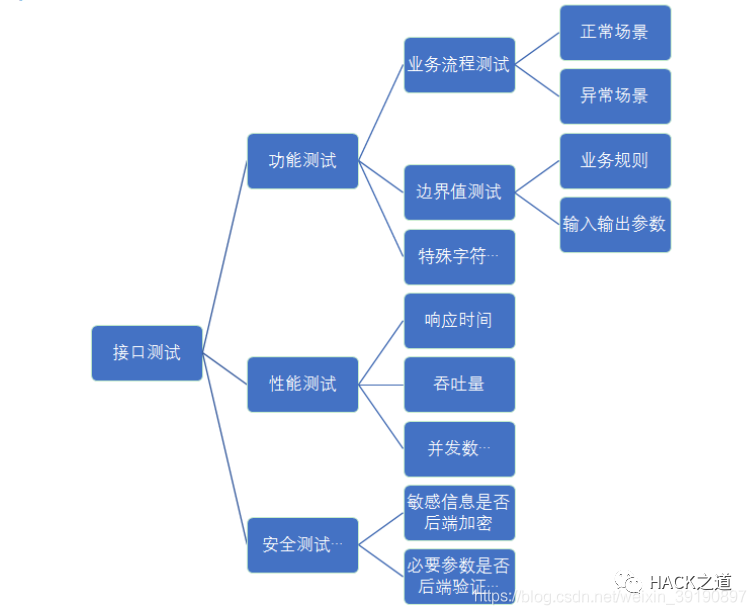 正常场景
业务流程测试
异常场景
功能测试
业务规则
边界值测试
输入输出参数
特殊字符…
响应时间
接口测试
性能测试
吞吐量
并发数…
敏感信息是否
后端加密
安全测试…
必要参数是否
后端验证…
HACK之道
https://blog.csdn.net/weixin_39190897